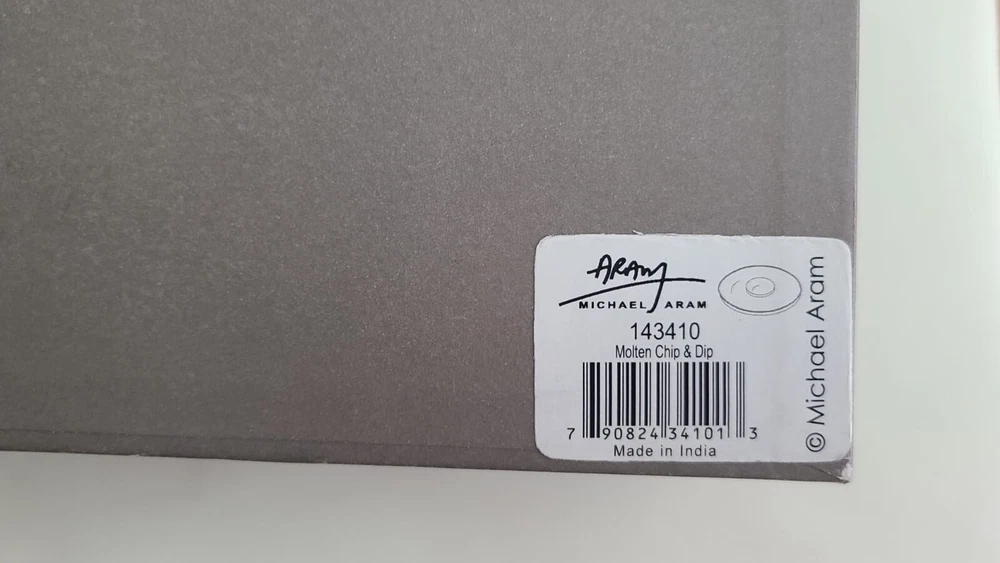 ARAM
MICHAEL ARAM
143410
Molten Chip & Dip
7 90824 34101 3
Made in India
© Michael Aram